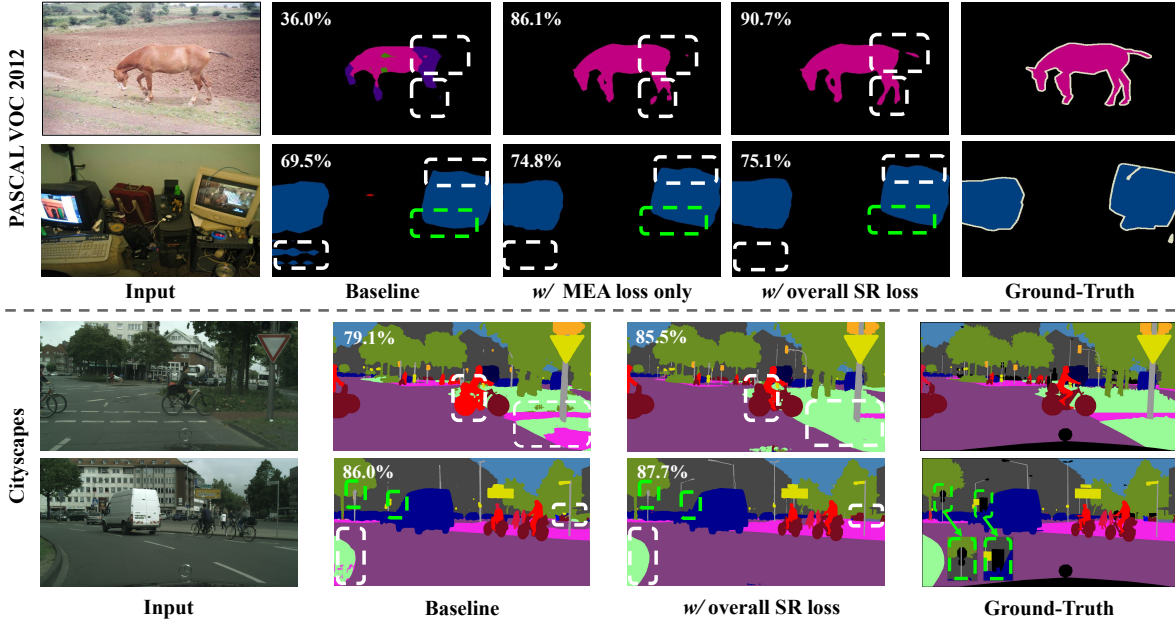 PASCAL VOC 2012
36.0%
86.1%
90.7%
69.5%
74.8%
75.1%
Input
Baseline
w/ MEA loss only
w/ overall SR loss
Ground-Truth
Cityscapes
79.1%
85.5%
86.0%
87.7%
Input
Baseline
w/ overall SR loss
Ground-Truth